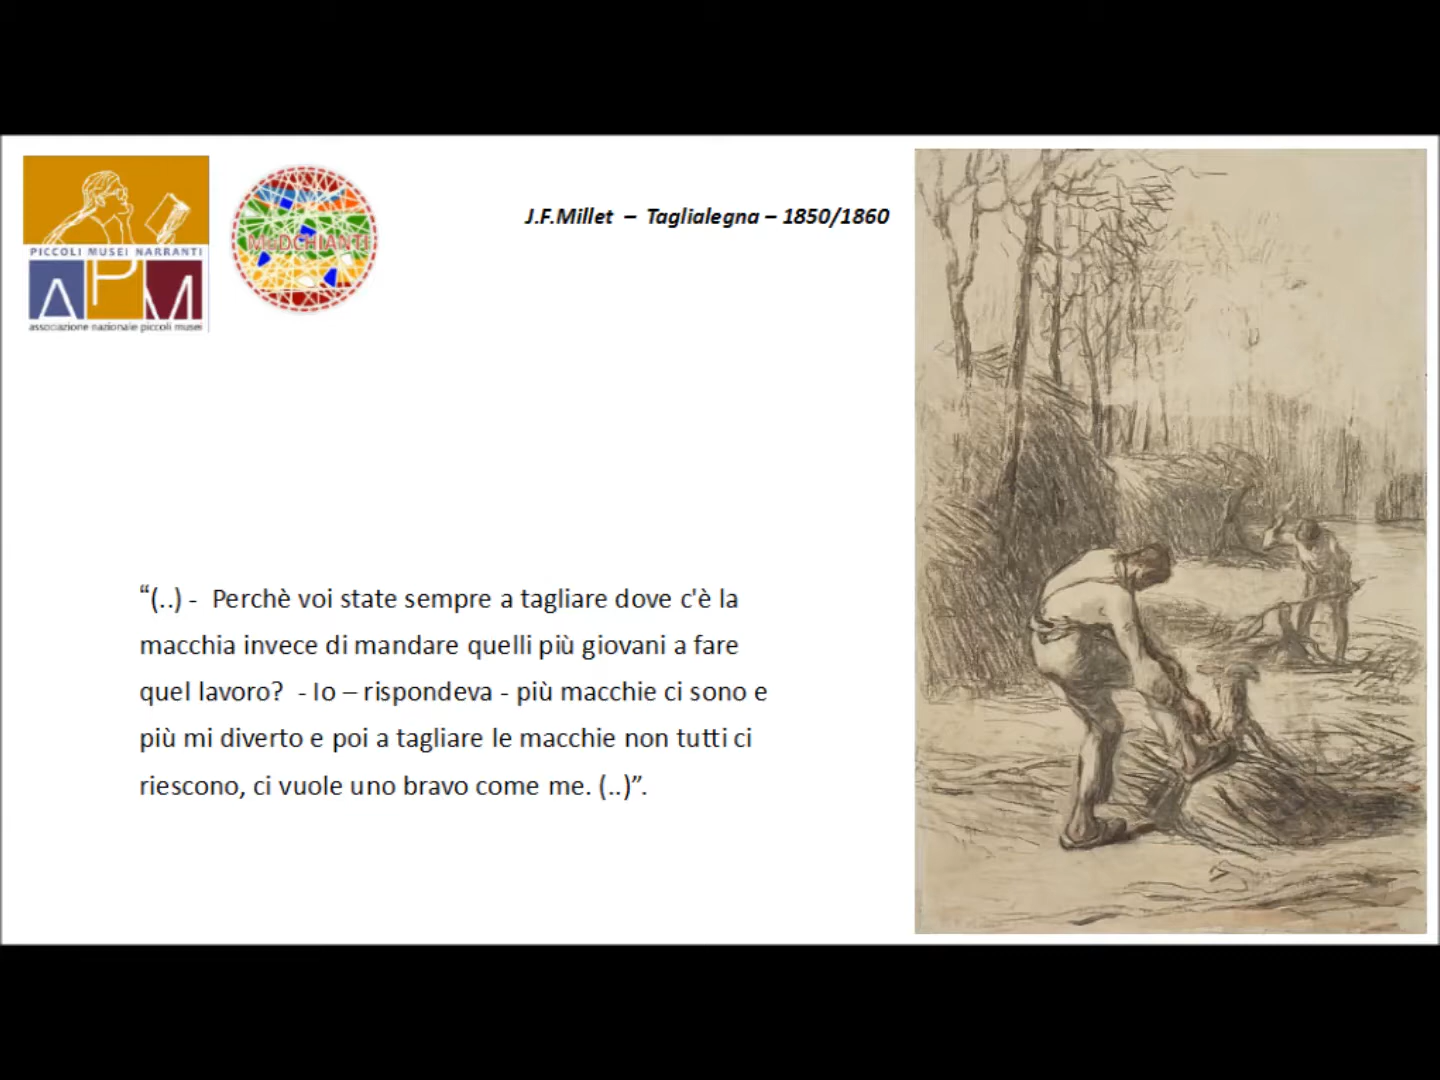 PICCOLI MUSEI NARRANTI
APM
associazione nazionale piccoli musei
MuDCHIANTI
J.F.Millet – Taglialegna – 1850/1860
“(..) - Perchè voi state sempre a tagliare dove c'è la
macchia invece di mandare quelli più giovani a fare
quel lavoro? - Io – rispondeva - più macchie ci sono e
più mi diverto e poi a tagliare le macchie non tutti ci
riescono, ci vuole uno bravo come me. (..)”.